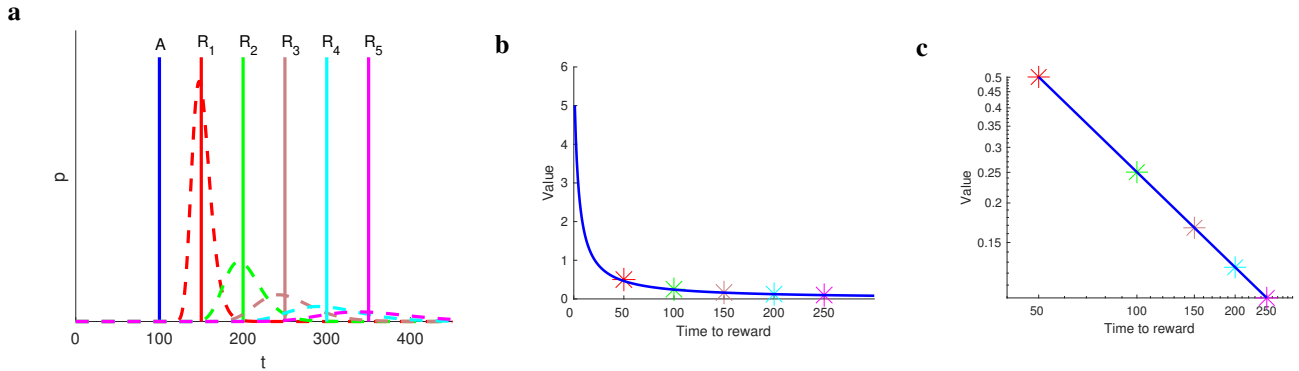 a
A R1 R2 R3 R4 R5
p
0 100 200 300 400
t
b
6
5
4
3
2
1
0
Value
0 50 100 150 200 250
Time to reward
c
0.5
0.45
0.4
0.35
0.3
0.25
0.2
0.15
Value
50 100 150 200 250
Time to reward